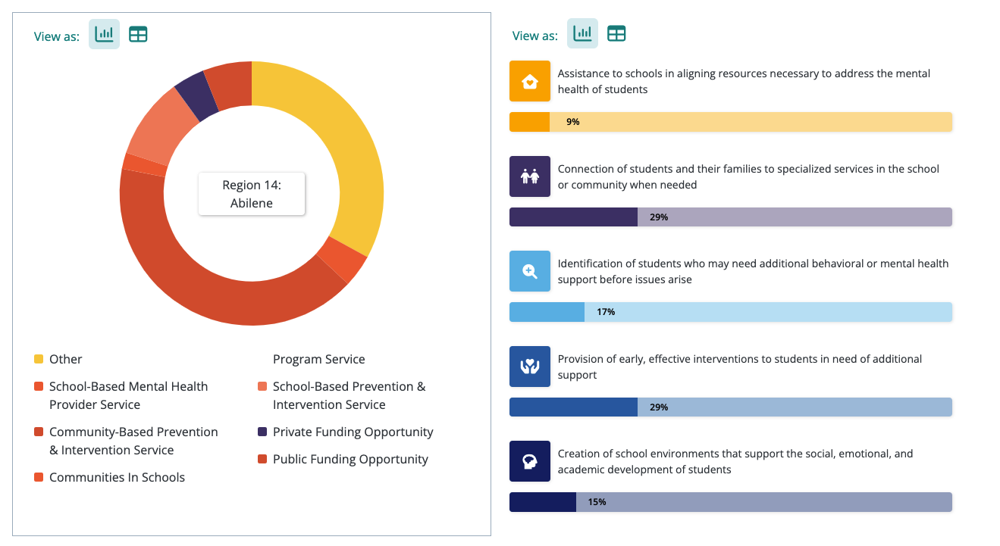 View as:
Region 14:
Abilene
Other
School-Based Mental Health
Provider Service
Community-Based Prevention
& Intervention Service
Communities In Schools
Program Service
School-Based Prevention &
Intervention Service
Private Funding Opportunity
Public Funding Opportunity
View as:
Assistance to schools in aligning resources necessary to address the mental
health of students
9%
Connection of students and their families to specialized services in the school
or community when needed
29%
Identification of students who may need additional behavioral or mental health
support before issues arise
17%
Provision of early, effective interventions to students in need of additional
support
29%
Creation of school environments that support the social, emotional, and
academic development of students
15%